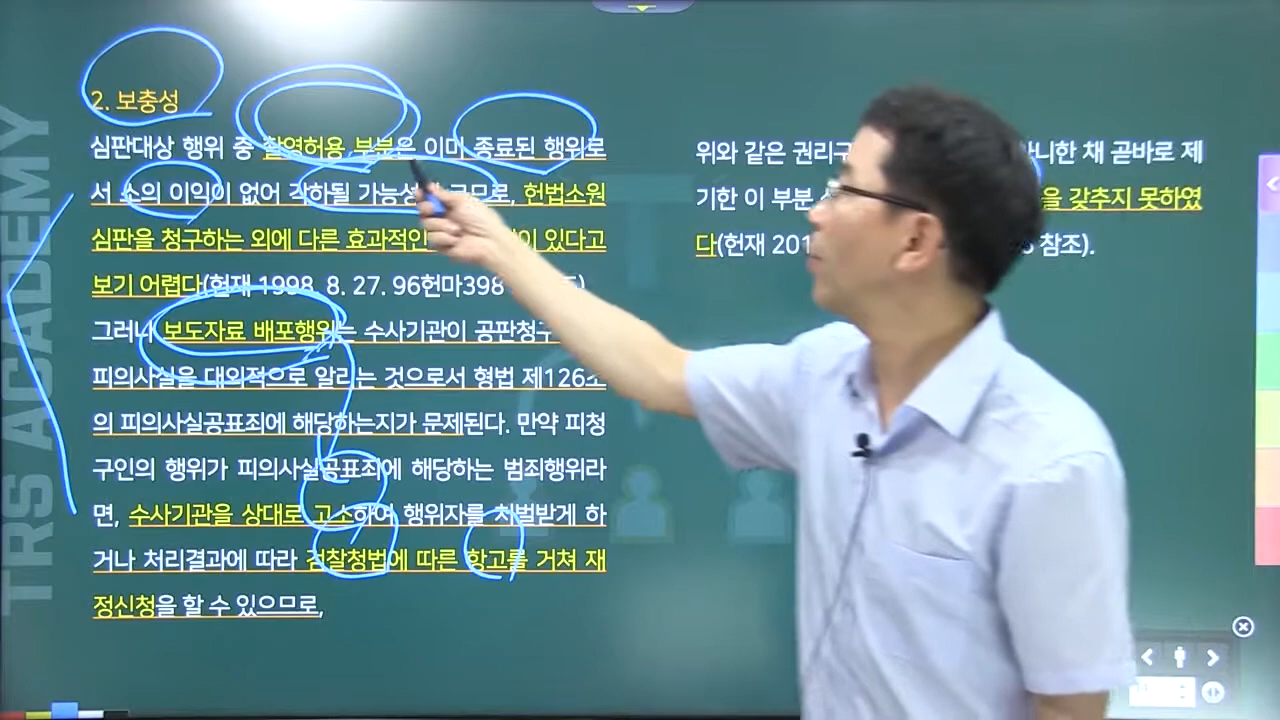 TRS ACADEMY
2. 보충성
심판대상 행위 중 촬영허용 부분은 이미 종료된 행위로
서 소의 이익이 없어 각하될 가능성이 크므로, 헌법소원
심판을 청구하는 외에 다른 효과적인 있다고
보기 어렵다(헌재 1998. 8. 27. 96헌마398
그러나 보도자료 배포행위는 수사기관이 공판청구
피의사실을 대외적으로 알리는 것으로서 형법 제126조
의 피의사실공표죄에 해당하는지가 문제된다. 만약 피청
구인의 행위가 피의사실공표죄에 해당하는 범죄행위라
면, 수사기관을 상대로 고소하여 행위자를 처벌받게 하
거나 처리결과에 따라 검찰청법에 따른 항고를 거쳐 재
정신청을 할 수 있으므로,
위와 같은 아니한 채 곧바로 제
기한 이 부분 을 갖추지 못하였
다(헌재 참조).